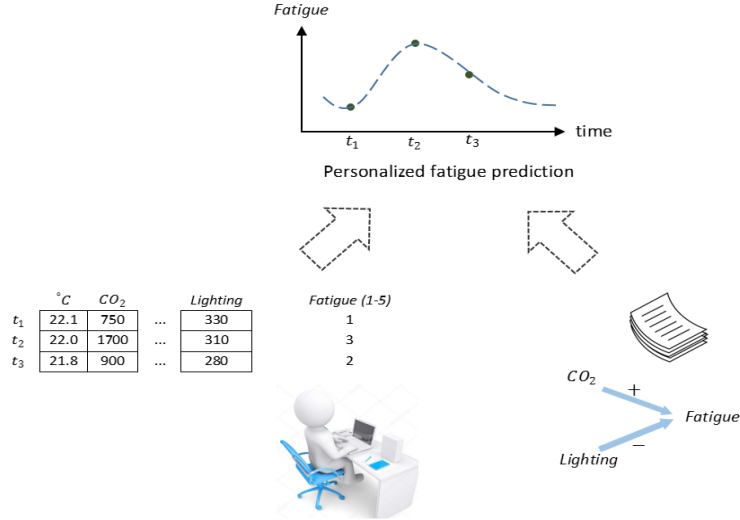 Fatigue
time
t1 t2 t3
Personalized fatigue prediction
°C CO2 Lighting Fatigue (1-5)
t1 22.1 750 ... 330 1
t2 22.0 1700 ... 310 3
t3 21.8 900 ... 280 2
CO2
+
Fatigue
−
Lighting